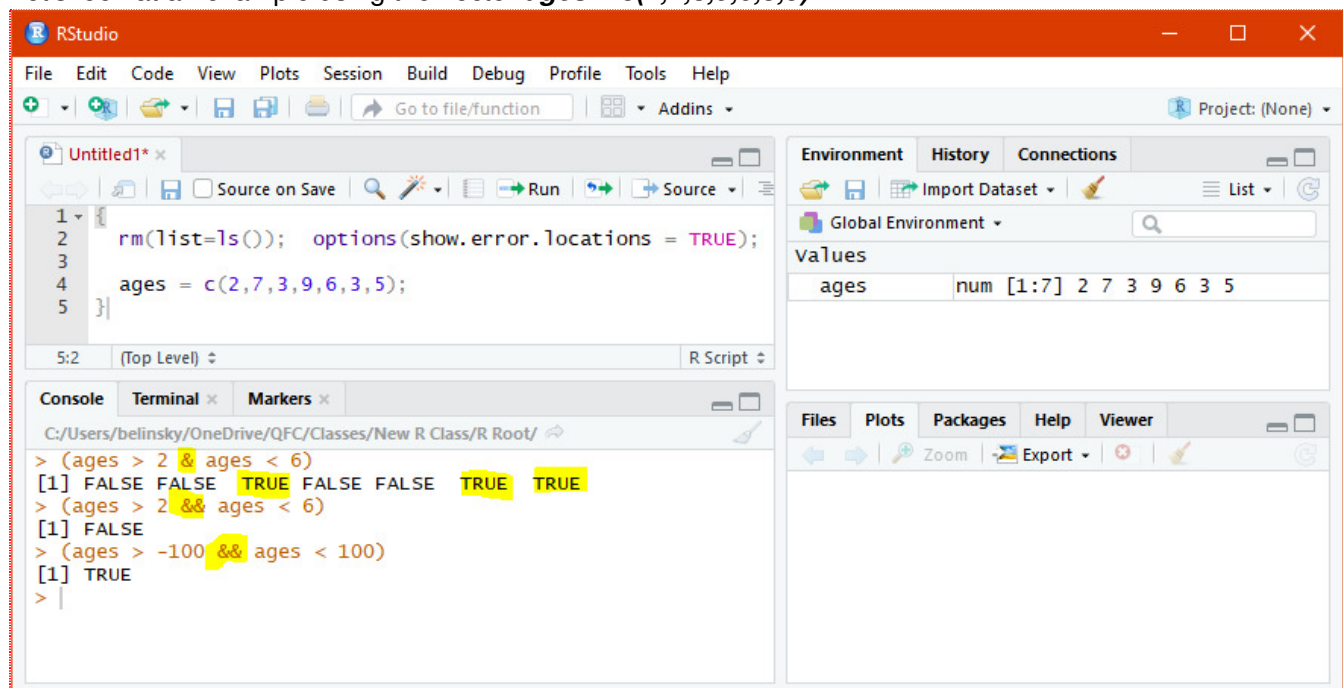 RStudio
File Edit Code View Plots Session Build Debug Profile Tools Help
Go to file/function Addins Project: (None)
Untitled1*
Source on Save Run Source
1 {
2 rm(list=ls()); options(show.error.locations = TRUE);
3
4 ages = c(2,7,3,9,6,3,5);
5 }
5:2 (Top Level) R Script
Console Terminal Markers
C:/Users/belinsky/OneDrive/QFC/Classes/New R Class/R Root/
> (ages > 2 & ages < 6)
[1] FALSE FALSE TRUE FALSE FALSE TRUE TRUE
> (ages > 2 && ages < 6)
[1] FALSE
> (ages > -100 && ages < 100)
[1] TRUE
>
Environment History Connections
Import Dataset List
Global Environment
Values
ages num [1:7] 2 7 3 9 6 3 5
Files Plots Packages Help Viewer
Zoom Export